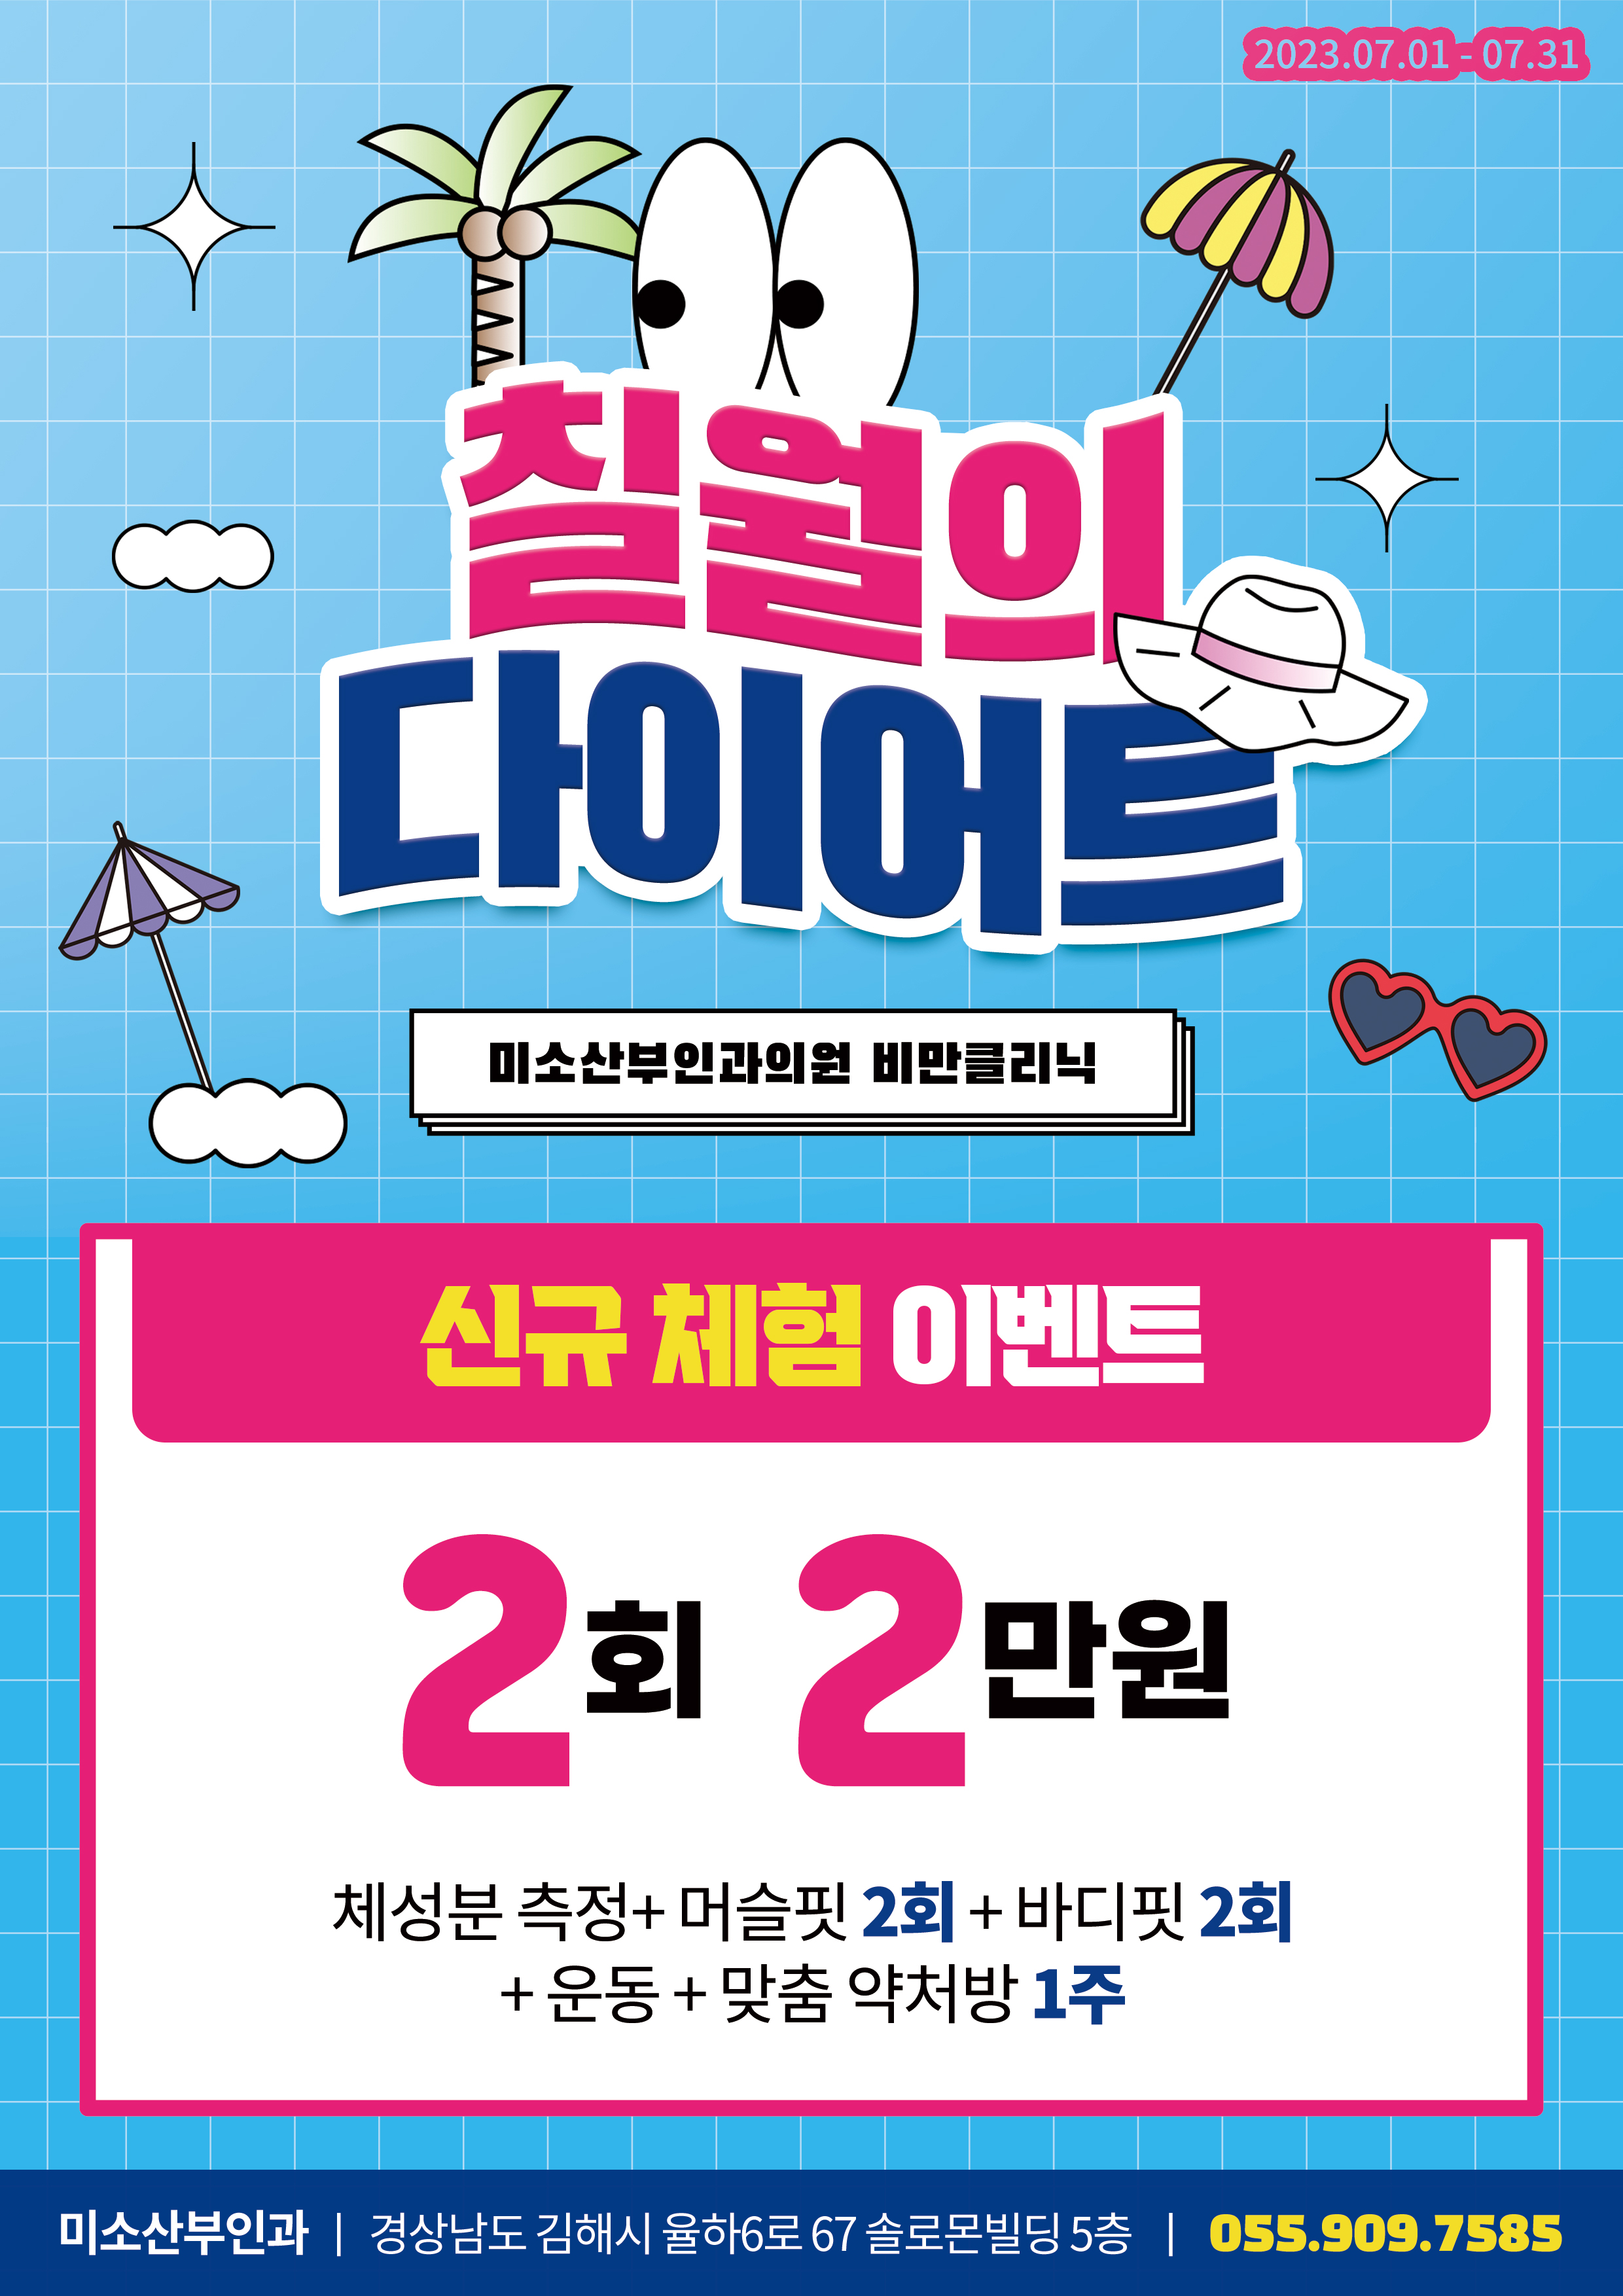 2023.07.01 - 07.31
칠월의
다이어트
미소산부인과의원 비만클리닉
신규 체험 이벤트
2회 2만원
체성분 측정+ 머슬핏 2회 + 바디핏 2회
+ 운동 + 맞춤 약처방 1주
미소산부인과 | 경상남도 김해시 율하6로 67 솔로몬빌딩 5층 | 055.909.7585